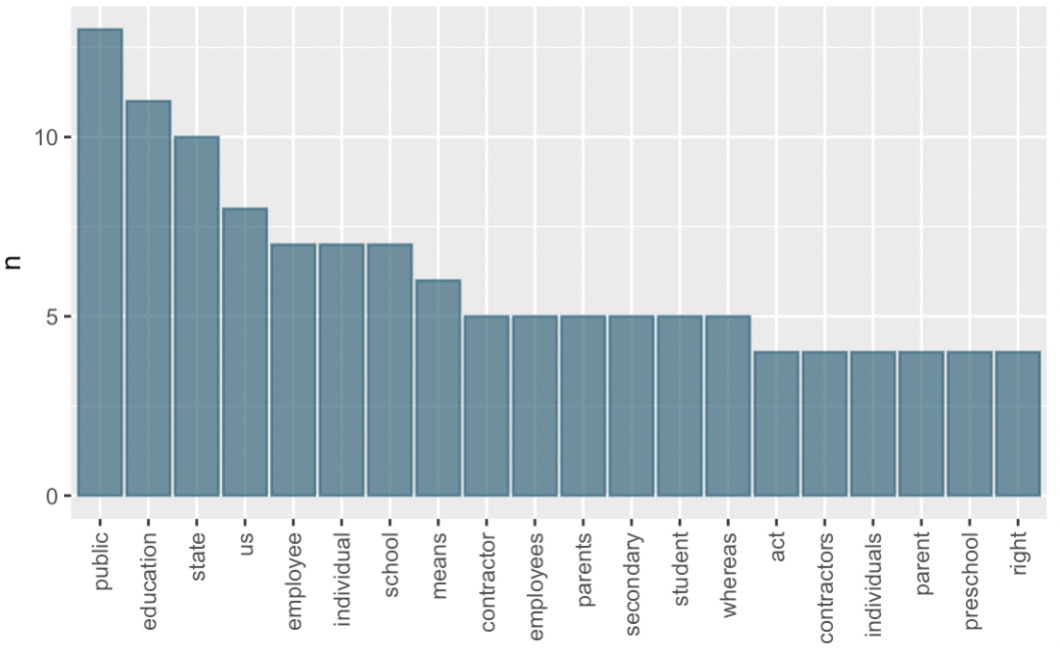 10
5
0
n
public
education
state
us
employee
individual
school
means
contractor
employees
parents
secondary
student
whereas
act
contractors
individuals
parent
preschool
right